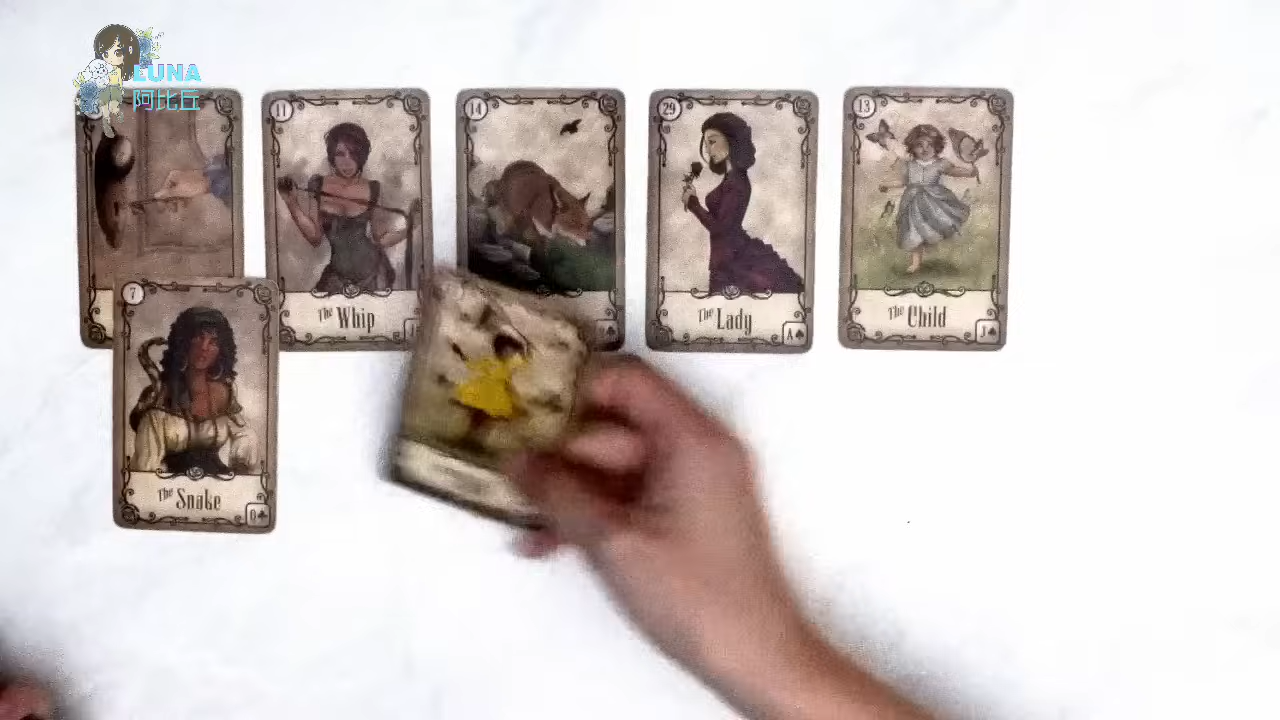 LUNA
阿比丘
11
14
29
13
The Whip
The Lady
A
The Child
J
7
The Snake